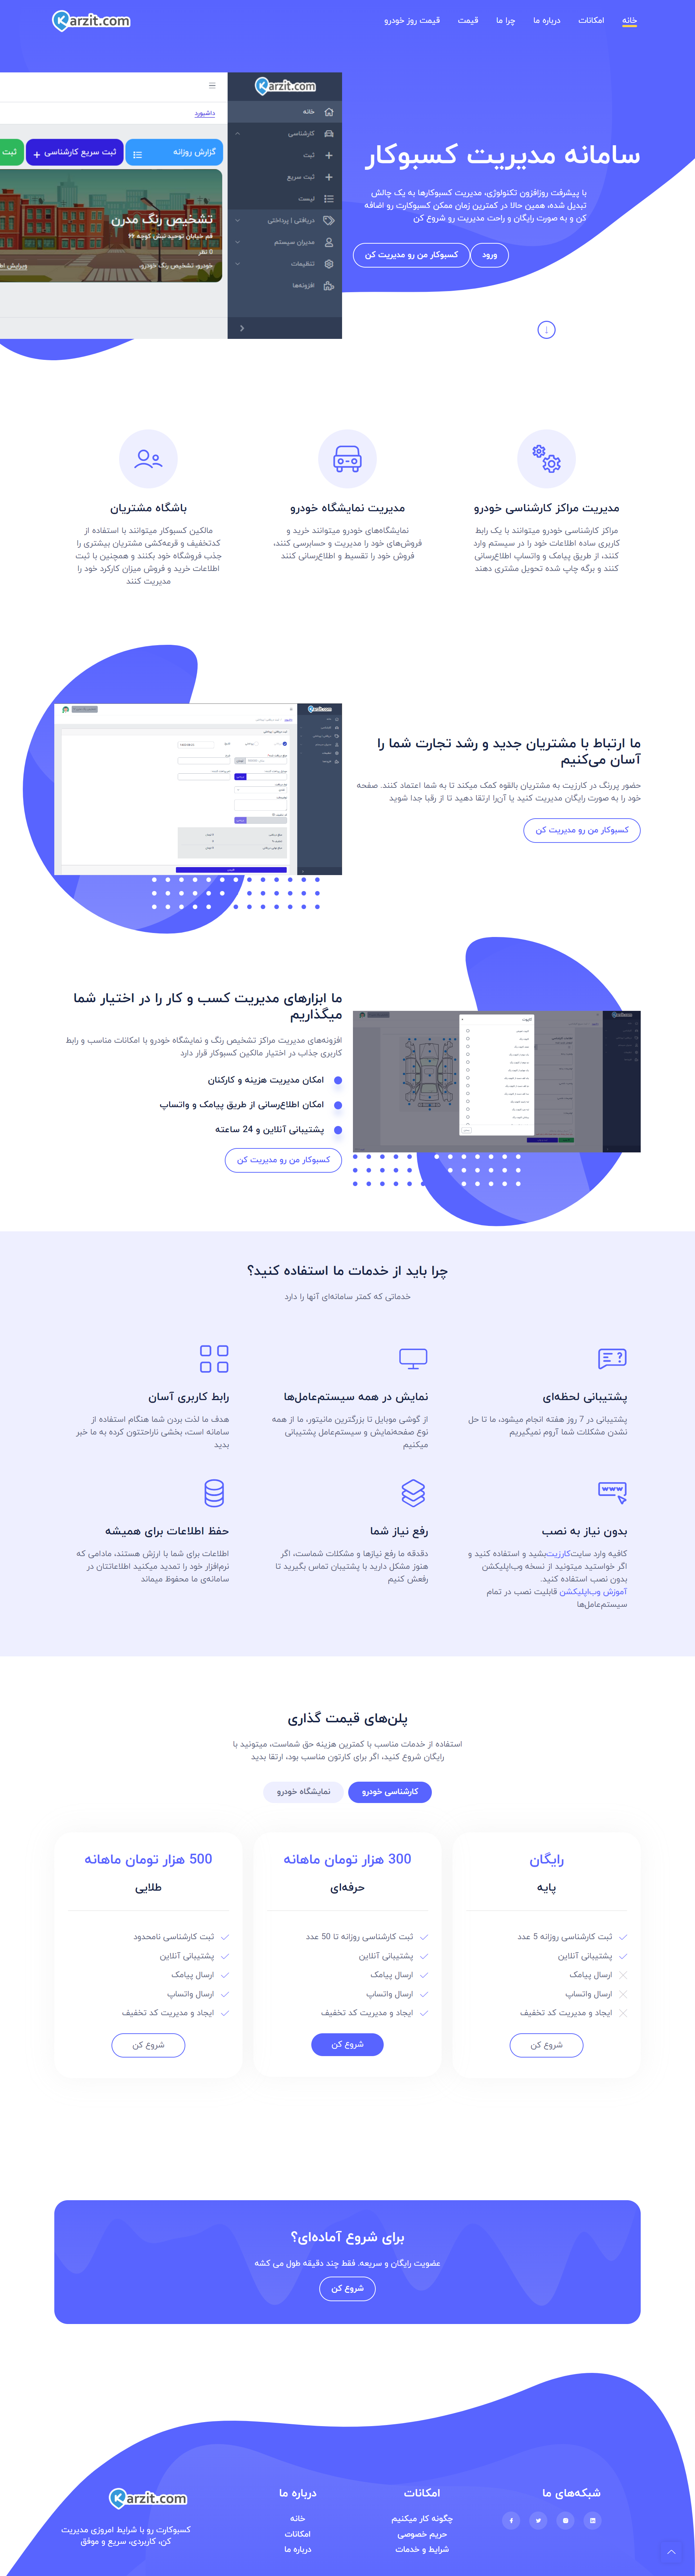 خانه
امکانات
درباره ما
چرا ما
قیمت
قیمت روز خودرو
Karzit.com
سامانه مدیریت کسبوکار
با پیشرفت روزافزون تکنولوژی، مدیریت کسبوکارها به یک چالش
تبدیل شده، همین حالا در کمترین زمان ممکن کسبوکارت رو اضافه
کن و به صورت رایگان و راحت مدیریت رو شروع کن
ورود
کسبوکار من رو مدیریت کن
Karzit.com
خانه
کارشناسی
ثبت
ثبت سریع
لیست
دریافتی | پرداختی
مدیران سیستم
تنظیمات
افزونه‌ها
داشبورد
گزارش روزانه
ثبت سریع کارشناسی
ثبت
تشخیص رنگ مدرن
قم خیابان توحید نبش کوچه ۶۶
0 نظر
خودرو، تشخیص رنگ خودرو،
مدیریت مراکز کارشناسی خودرو
مراکز کارشناسی خودرو میتوانند با یک رابط
کاربری ساده اطلاعات خود را در سیستم وارد
کنند، از طریق پیامک و واتساپ اطلاع‌رسانی
کنند و برگه چاپ شده تحویل مشتری دهند
مدیریت نمایشگاه خودرو
نمایشگاه‌های خودرو میتوانند خرید و
فروش‌های خود را مدیریت و حسابرسی کنند،
فروش خود را تقسیط و اطلاع‌رسانی کنند
باشگاه مشتریان
مالکین کسبوکار میتوانند با استفاده از
کدتخفیف و قرعه‌کشی مشتریان بیشتری را
جذب فروشگاه خود بکنند و همچنین با ثبت
اطلاعات خرید و فروش میزان کارکرد خود را
مدیریت کنند
ما ارتباط با مشتریان جدید و رشد تجارت شما را
آسان می‌کنیم
حضور پررنگ در کارزیت به مشتریان بالقوه کمک میکند تا به شما اعتماد کنند. صفحه
خود را به صورت رایگان مدیریت کنید یا آن‌را ارتقا دهید تا از رقبا جدا شوید
کسبوکار من رو مدیریت کن
ما ابزارهای مدیریت کسب و کار را در اختیار شما
میگذاریم
افزونه‌های مدیریت مراکز تشخیص رنگ و نمایشگاه خودرو با امکانات مناسب و رابط
کاربری جذاب در اختیار مالکین کسبوکار قرار دارد
امکان مدیریت هزینه و کارکنان
امکان اطلاع‌رسانی از طریق پیامک و واتساپ
پشتیبانی آنلاین و 24 ساعته
کسبوکار من رو مدیریت کن
چرا باید از خدمات ما استفاده کنید؟
خدماتی که کمتر سامانه‌ای آنها را دارد
پشتیبانی لحظه‌ای
پشتیبانی در 7 روز هفته انجام میشود، ما تا حل
نشدن مشکلات شما آروم نمیگیریم
نمایش در همه سیستم‌عامل‌ها
از گوشی موبایل تا بزرگترین مانیتور، ما از همه
نوع صفحه‌نمایش و سیستم‌عامل پشتیبانی
میکنیم
رابط کاربری آسان
هدف ما لذت بردن شما هنگام استفاده از
سامانه است، بخشی ناراحتتون کرده به ما خبر
بدید
بدون نیاز به نصب
کافیه وارد سایت‌کارزیت‌بشید و استفاده کنید و
اگر خواستید میتونید از نسخه وب‌اپلیکشن
بدون نصب استفاده کنید.
آموزش وب‌اپلیکشن قابلیت نصب در تمام
سیستم‌عامل‌ها
رفع نیاز شما
دقدقه ما رفع نیازها و مشکلات شماست، اگر
هنوز مشکل دارید با پشتیبان تماس بگیرید تا
رفعش کنیم
حفظ اطلاعات برای همیشه
اطلاعات برای شما با ارزش هستند، مادامی که
نرم‌افزار خود را تمدید میکنید اطلاعاتتان در
سامانه‌ی ما محفوظ میماند
پلن‌های قیمت گذاری
استفاده از خدمات مناسب با کمترین هزینه حق شماست، میتونید با
رایگان شروع کنید، اگر برای کارتون مناسب بود، ارتقا بدید
کارشناسی خودرو
نمایشگاه خودرو
رایگان
پایه
ثبت کارشناسی روزانه 5 عدد
پشتیبانی آنلاین
ارسال پیامک
ارسال واتساپ
ایجاد و مدیریت کد تخفیف
شروع کن
300 هزار تومان ماهانه
حرفه‌ای
ثبت کارشناسی روزانه تا 50 عدد
پشتیبانی آنلاین
ارسال پیامک
ارسال واتساپ
ایجاد و مدیریت کد تخفیف
شروع کن
500 هزار تومان ماهانه
طلایی
ثبت کارشناسی نامحدود
پشتیبانی آنلاین
ارسال پیامک
ارسال واتساپ
ایجاد و مدیریت کد تخفیف
شروع کن
برای شروع آماده‌ای؟
عضویت رایگان و سریعه. فقط چند دقیقه طول می کشه
شروع کن
شبکه‌های ما
امکانات
چگونه کار میکنیم
حریم خصوصی
شرایط و خدمات
درباره ما
خانه
امکانات
درباره ما
Karzit.com
کسبوکارت رو با شرایط امروزی مدیریت
کن، کاربردی، سریع و موفق